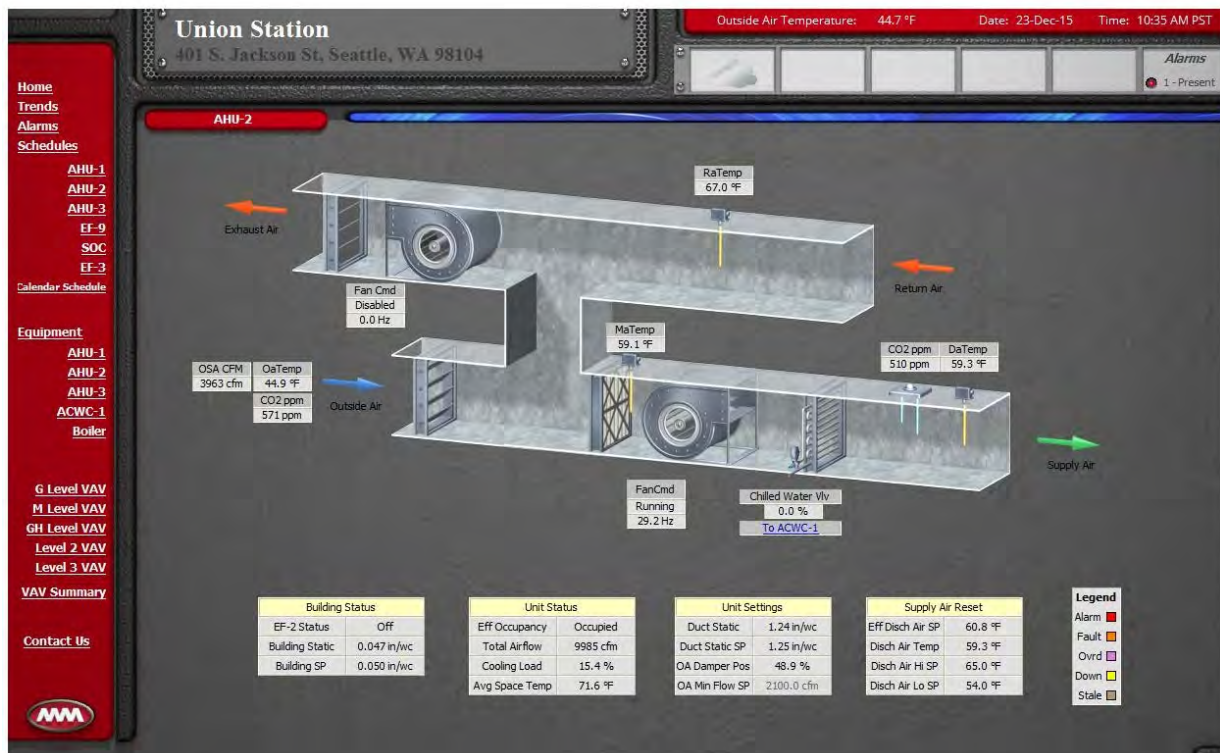 Union Station
401 S. Jackson St, Seattle, WA 98104
Outside Air Temperature: 44.7 °F Date: 23-Dec-15 Time: 10:35 AM PST
Alarms
1 - Present
Home
Trends
Alarms
Schedules
AHU-1
AHU-2
AHU-3
EF-9
SOC
EF-3
Calendar Schedule
Equipment
AHU-1
AHU-2
AHU-3
ACWC-1
Boiler
G Level VAV
M Level VAV
GH Level VAV
Level 2 VAV
Level 3 VAV
VAV Summary
Contact Us
AHU-2
RaTemp
67.0 °F
Exhaust Air
Return Air
Fan Cmd
Disabled
0.0 Hz
MaTemp
59.1 °F
CO2 ppm DaTemp
510 ppm 59.3 °F
OSA CFM OaTemp
3963 cfm 44.9 °F
CO2 ppm
571 ppm
Outside Air
Supply Air
FanCmd
Running
29.2 Hz
Chilled Water Vlv
0.0 %
To ACWC-1
Building Status
EF-2 Status Off
Building Static 0.047 in/wc
Building SP 0.050 in/wc
Unit Status
Eff Occupancy Occupied
Total Airflow 9985 cfm
Cooling Load 15.4 %
Avg Space Temp 71.6 °F
Unit Settings
Duct Static 1.24 in/wc
Duct Static SP 1.25 in/wc
OA Damper Pos 48.9 %
OA Min Flow SP 2100.0 cfm
Supply Air Reset
Eff Disch Air SP 60.8 °F
Disch Air Temp 59.3 °F
Disch Air Hi SP 65.0 °F
Disch Air Lo SP 54.0 °F
Legend
Alarm
Fault
Ovrd
Down
Stale